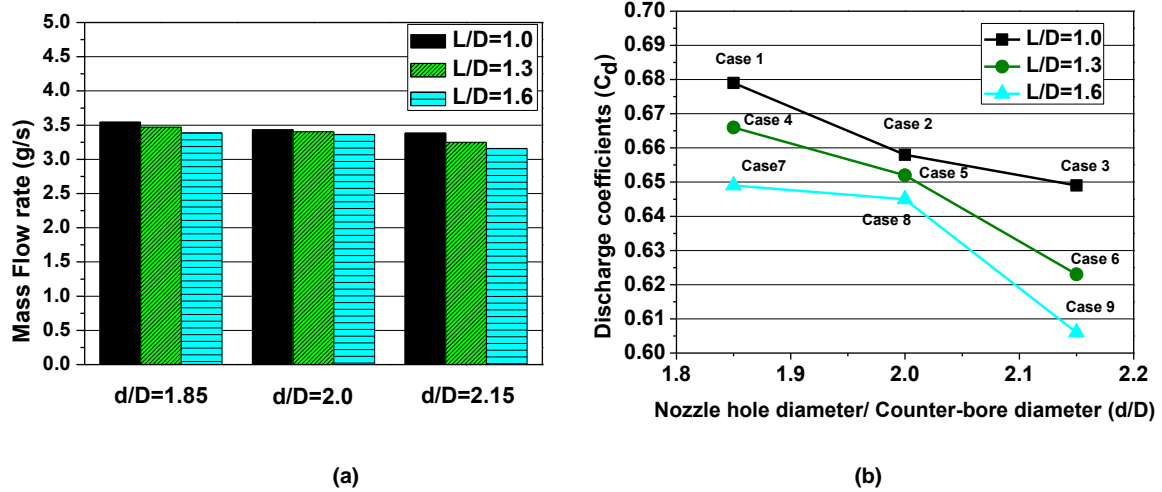 5.0
4.5
4.0
3.5
3.0
2.5
2.0
1.5
1.0
0.5
0.0
Mass Flow rate (g/s)
L/D=1.0
L/D=1.3
L/D=1.6
d/D=1.85
d/D=2.0
d/D=2.15
(a)
0.70
0.69
0.68
0.67
0.66
0.65
0.64
0.63
0.62
0.61
0.60
Discharge coefficients (Cd)
L/D=1.0
L/D=1.3
L/D=1.6
Case 1
Case 4
Case 2
Case7
Case 5
Case 3
Case 8
Case 6
Case 9
1.8
1.9
2.0
2.1
2.2
Nozzle hole diameter/ Counter-bore diameter (d/D)
(b)